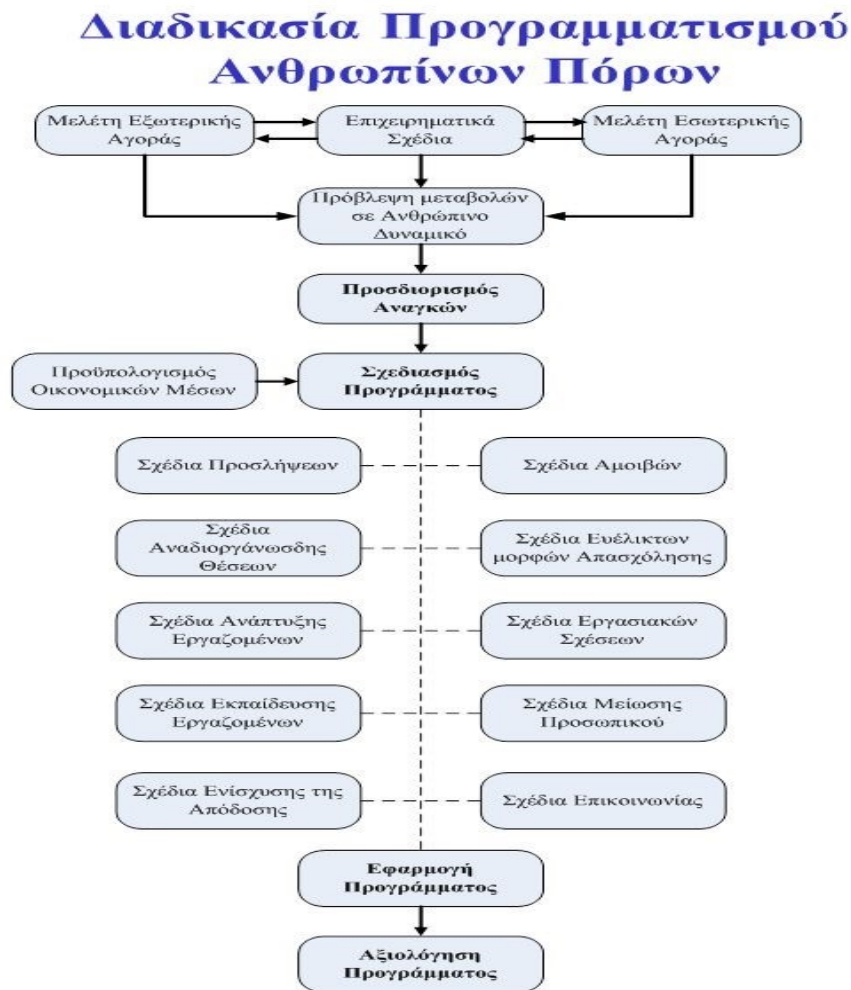 Διαδικασία Προγραμματισμού
Ανθρωπίνων Πόρων
Μελέτη Εξωτερικής
Αγοράς
Επιχειρηματικά
Σχέδια
Μελέτη Εσωτερικής
Αγοράς
Πρόβλεψη μεταβολών
σε Ανθρώπινο
Δυναμικό
Προσδιορισμός
Αναγκών
Προϋπολογισμός
Οικονομικών Μέσων
Σχεδιασμός
Προγράμματος
Σχέδια Προσλήψεων
Σχέδια Αμοιβών
Σχέδια
Αναδιοργάνωσδης
Θέσεων
Σχέδια Ευέλικτων
μορφών Απασχόλησης
Σχέδια Ανάπτυξης
Εργαζομένων
Σχέδια Εργασιακών
Σχέσεων
Σχέδια Εκπαίδευσης
Εργαζομένων
Σχέδια Μείωσης
Προσωπικού
Σχέδια Ενίσχυσης της
Απόδοσης
Σχέδια Επικοινωνίας
Εφαρμογή
Προγράμματος
Αξιολόγηση
Προγράμματος